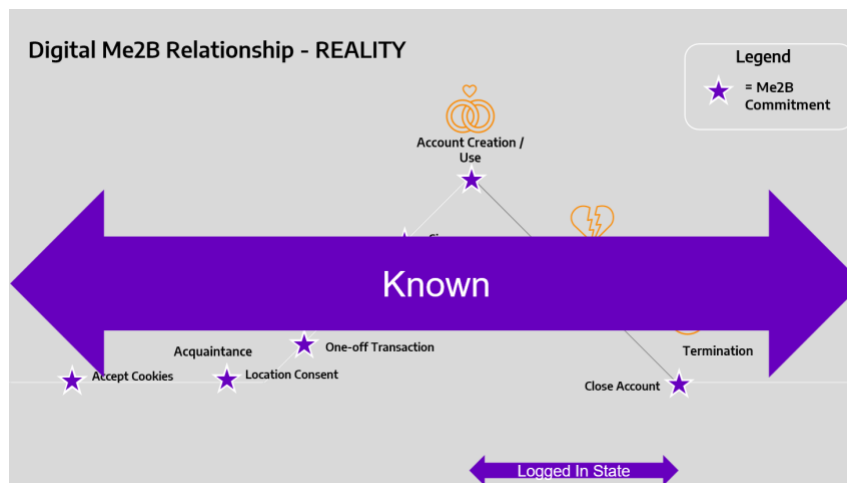 Digital Me2B Relationship - REALITY
Legend
= Me2B
Commitment
Account Creation /
Use
Known
One-off Transaction
Acquaintance
Termination
Accept Cookies
Location Consent
Close Account
Logged In State